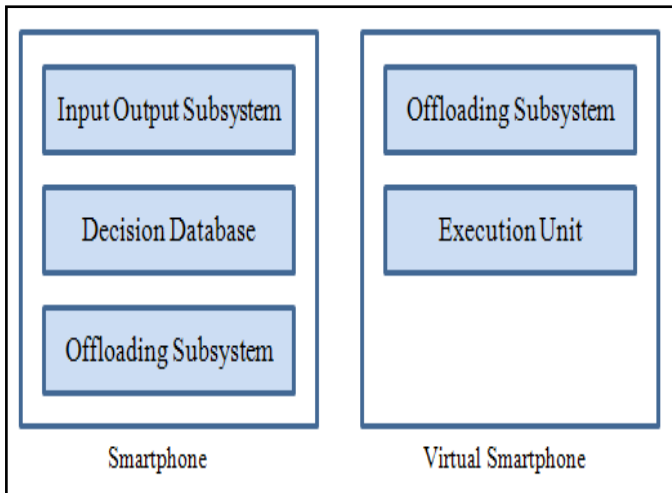 Input Output Subsystem
Decision Database
Offloading Subsystem
Smartphone
Offloading Subsystem
Execution Unit
Virtual Smartphone